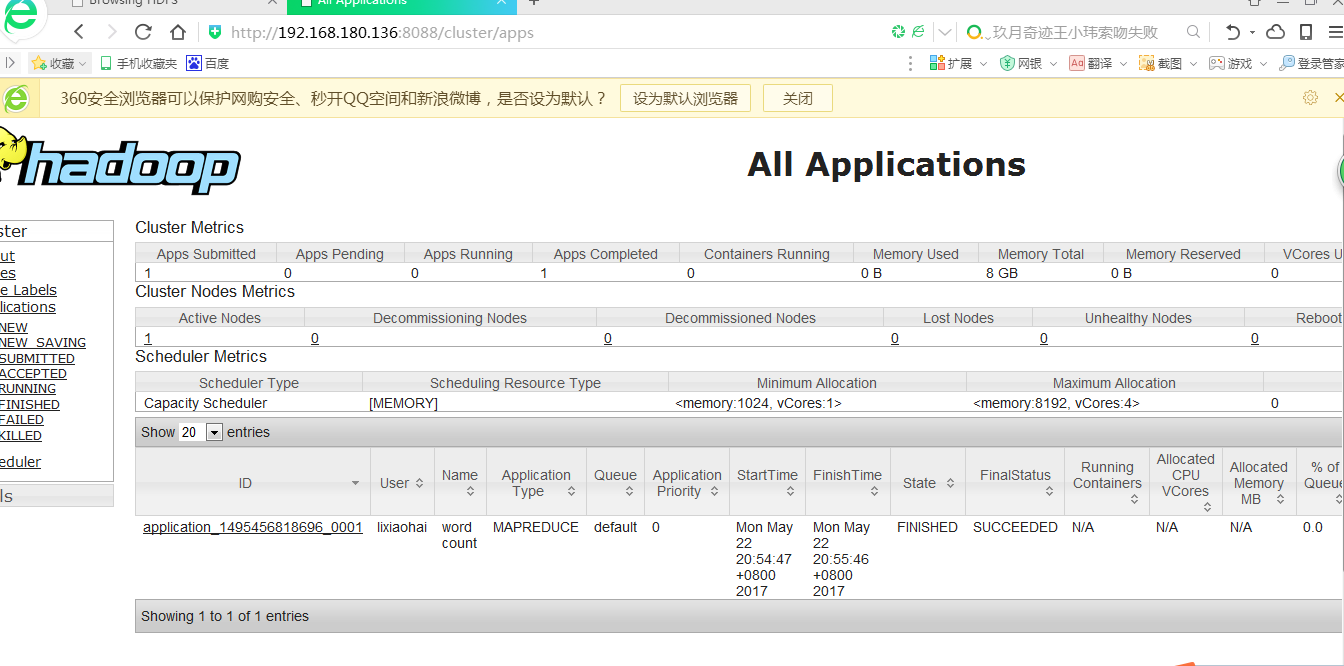 Browsing HDFS
All Applications
http://192.168.180.136:8088/cluster/apps
玖月奇迹王小玮索吻失败
收藏 手机收藏夹 百度 扩展 网银 Aa 翻译 截图 游戏 登录管家
360安全浏览器可以保护网购安全、秒开QQ空间和新浪微博，是否设为默认？ 设为默认浏览器 关闭
hadoop
All Applications
ster
ut
es
e Labels
lications
NEW
NEW_SAVING
SUBMITTED
ACCEPTED
RUNNING
FINISHED
FAILED
KILLED
eduler
ls
Cluster Metrics
Apps Submitted Apps Pending Apps Running Apps Completed Containers Running Memory Used Memory Total Memory Reserved VCores U
1 0 0 1 0 0 B 8 GB 0 B 0
Cluster Nodes Metrics
Active Nodes Decommissioning Nodes Decommissioned Nodes Lost Nodes Unhealthy Nodes Reboot
1 0 0 0 0 0
Scheduler Metrics
Scheduler Type Scheduling Resource Type Minimum Allocation Maximum Allocation
Capacity Scheduler [MEMORY] <memory:1024, vCores:1> <memory:8192, vCores:4> 0
Show 20 entries
ID User Name Application Type Queue Application Priority StartTime FinishTime State FinalStatus Running Containers Allocated CPU VCores Allocated Memory MB % of Queue
application_1495456818696_0001 lixiaohai word count MAPREDUCE default 0 Mon May 22 20:54:47 +0800 2017 Mon May 22 20:55:46 +0800 2017 FINISHED SUCCEEDED N/A N/A N/A 0.0
Showing 1 to 1 of 1 entries